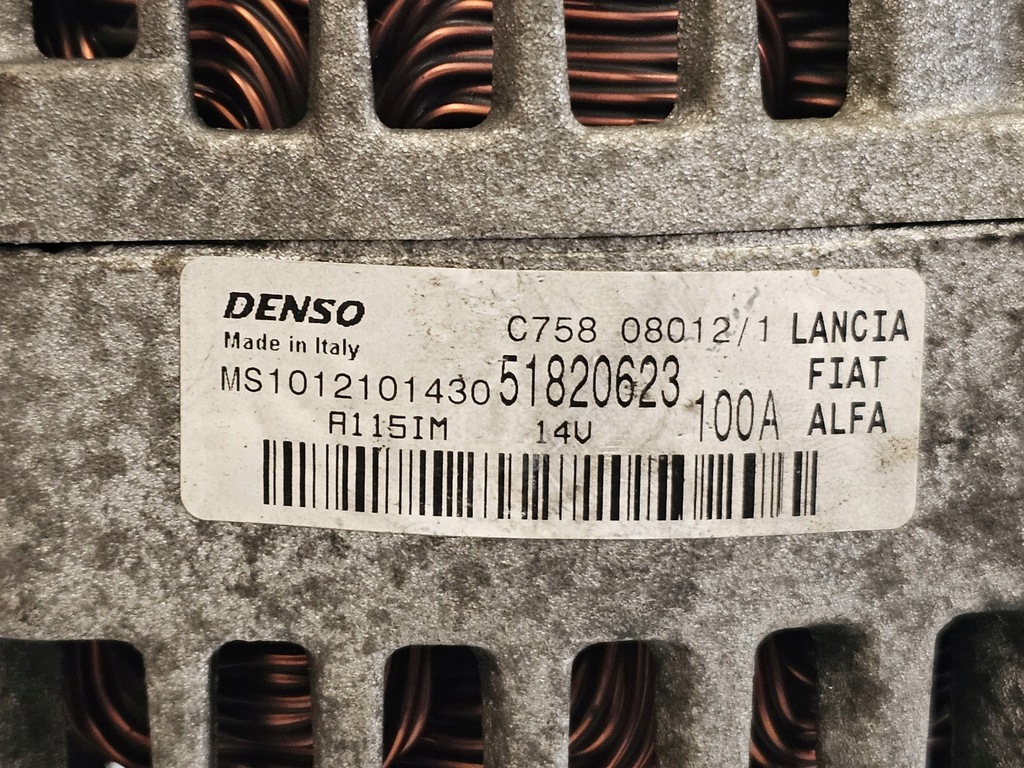 DENSO
Made in Italy
C758 08012/1 LANCIA
MS1012101430 51820623 FIAT
A115IM 14V 100A ALFA